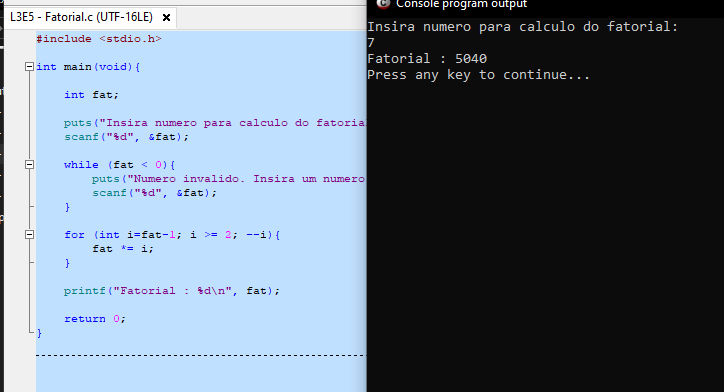 L3E5 - Fatorial.c (UTF-16LE)
#include <stdio.h>
int main(void){
int fat;
puts("Insira numero para calculo do fatorial
scanf("%d", &fat);
while (fat < 0){
puts("Numero invalido. Insira um numero
scanf("%d", &fat);
}
for (int i=fat-1; i >= 2; --i){
fat *= i;
}
printf("Fatorial : %d\n", fat);
return 0;
}
Console program output
Insira numero para calculo do fatorial:
7
Fatorial : 5040
Press any key to continue...